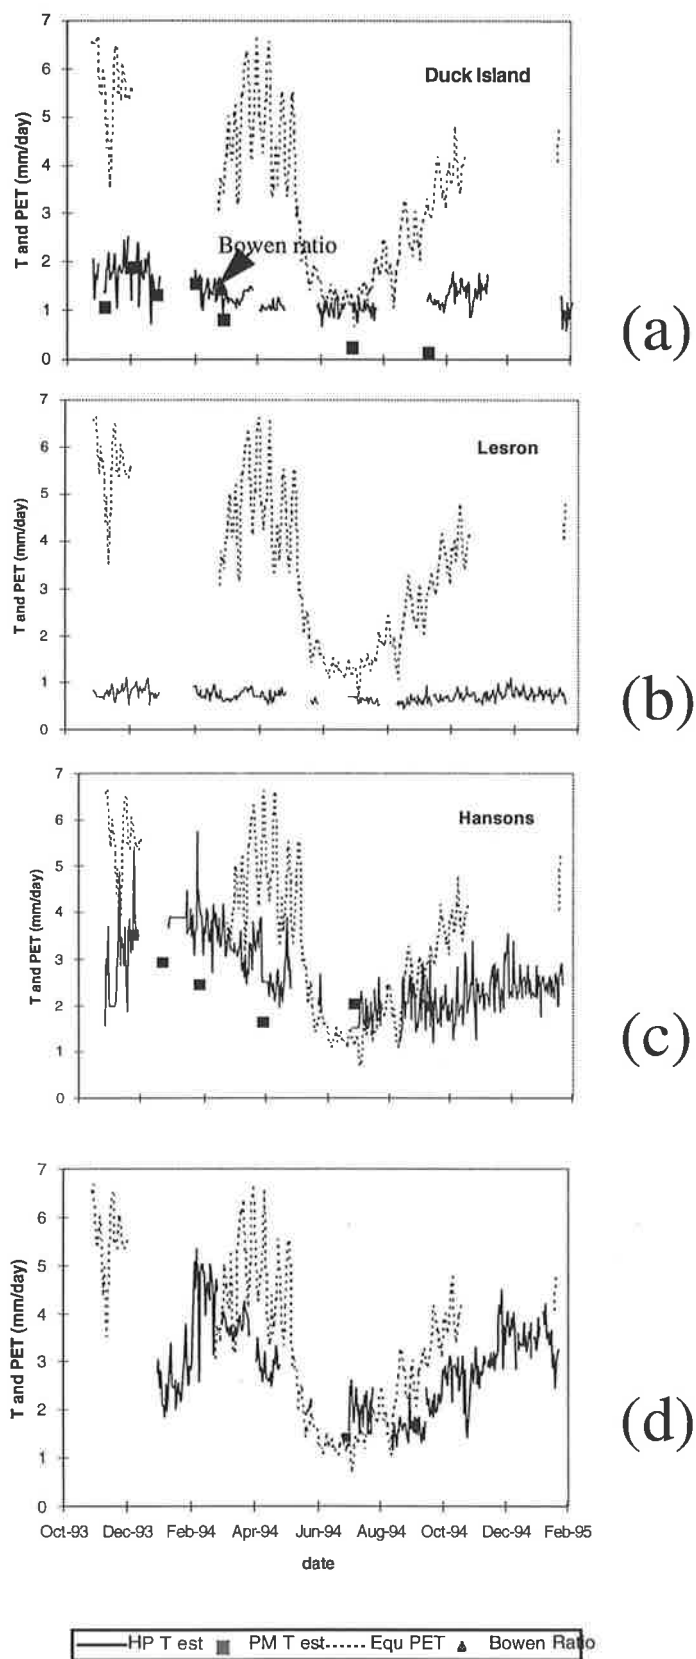 7
6
5
4
3
2
1
0
T and PET (mm/day)
Duck Island
Bowen ratio
(a)
7
6
5
4
3
2
1
0
T and PET (mm/day)
Lesron
(b)
7
6
5
4
3
2
1
0
T and PET (mm/day)
Hansons
(c)
7
6
5
4
3
2
1
0
T and PET (mm/day)
(d)
Oct-93 Dec-93 Feb-94 Apr-94 Jun-94 Aug-94 Oct-94 Dec-94 Feb-95
date
HP T est PM T est Equ PET Bowen Ratio